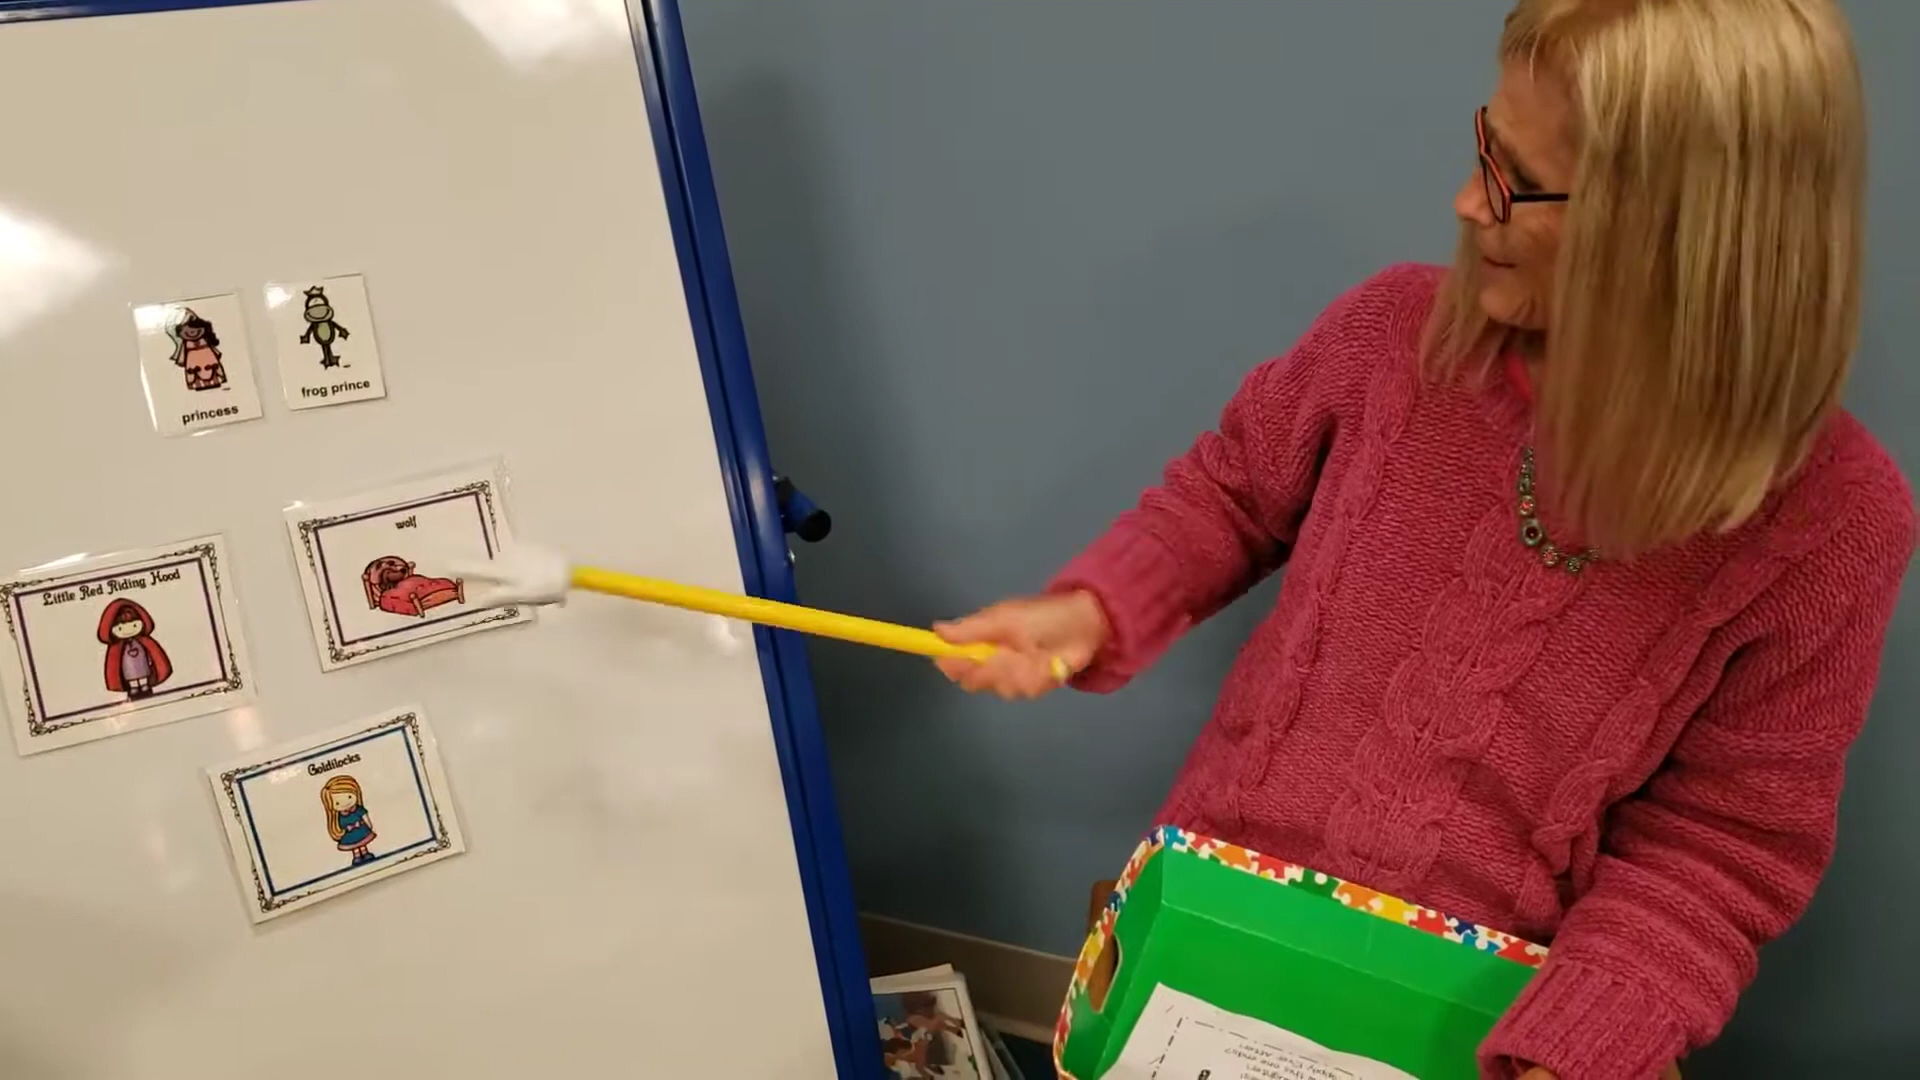 princess
frog prince
wolf
Little Red Riding Hood
Goldilocks